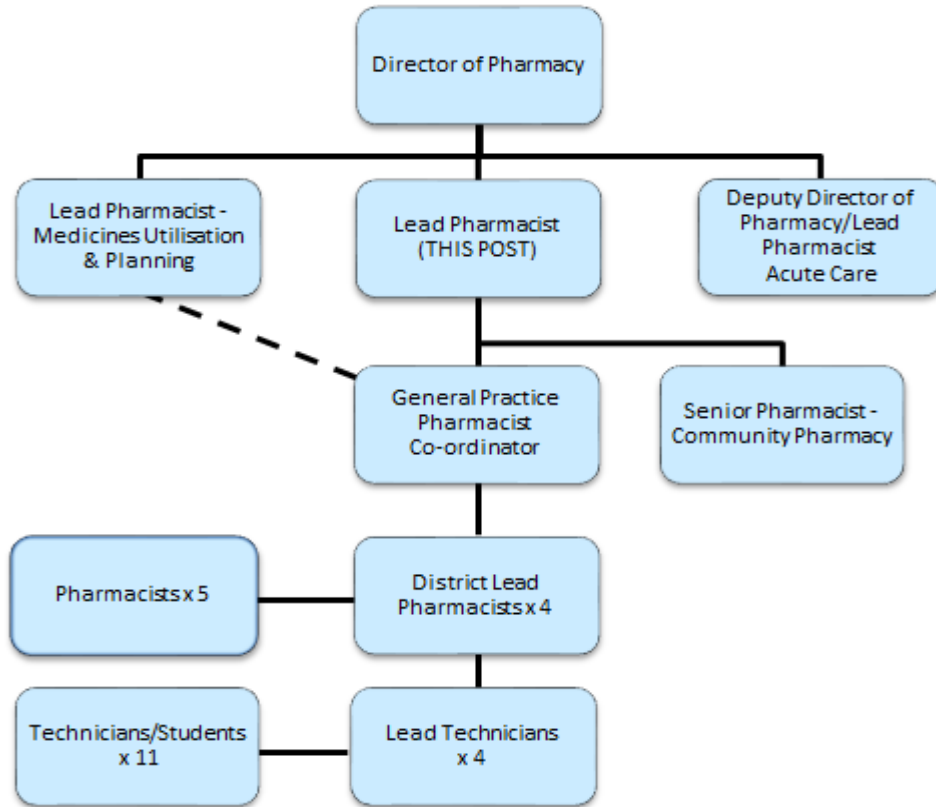 Director of Pharmacy
Lead Pharmacist -
Medicines Utilisation
& Planning
Lead Pharmacist
(THIS POST)
Deputy Director of
Pharmacy/Lead
Pharmacist
Acute Care
General Practice
Pharmacist
Co-ordinator
Senior Pharmacist -
Community Pharmacy
Pharmacists x 5
District Lead
Pharmacists x 4
Technicians/Students
x 11
Lead Technicians
x 4